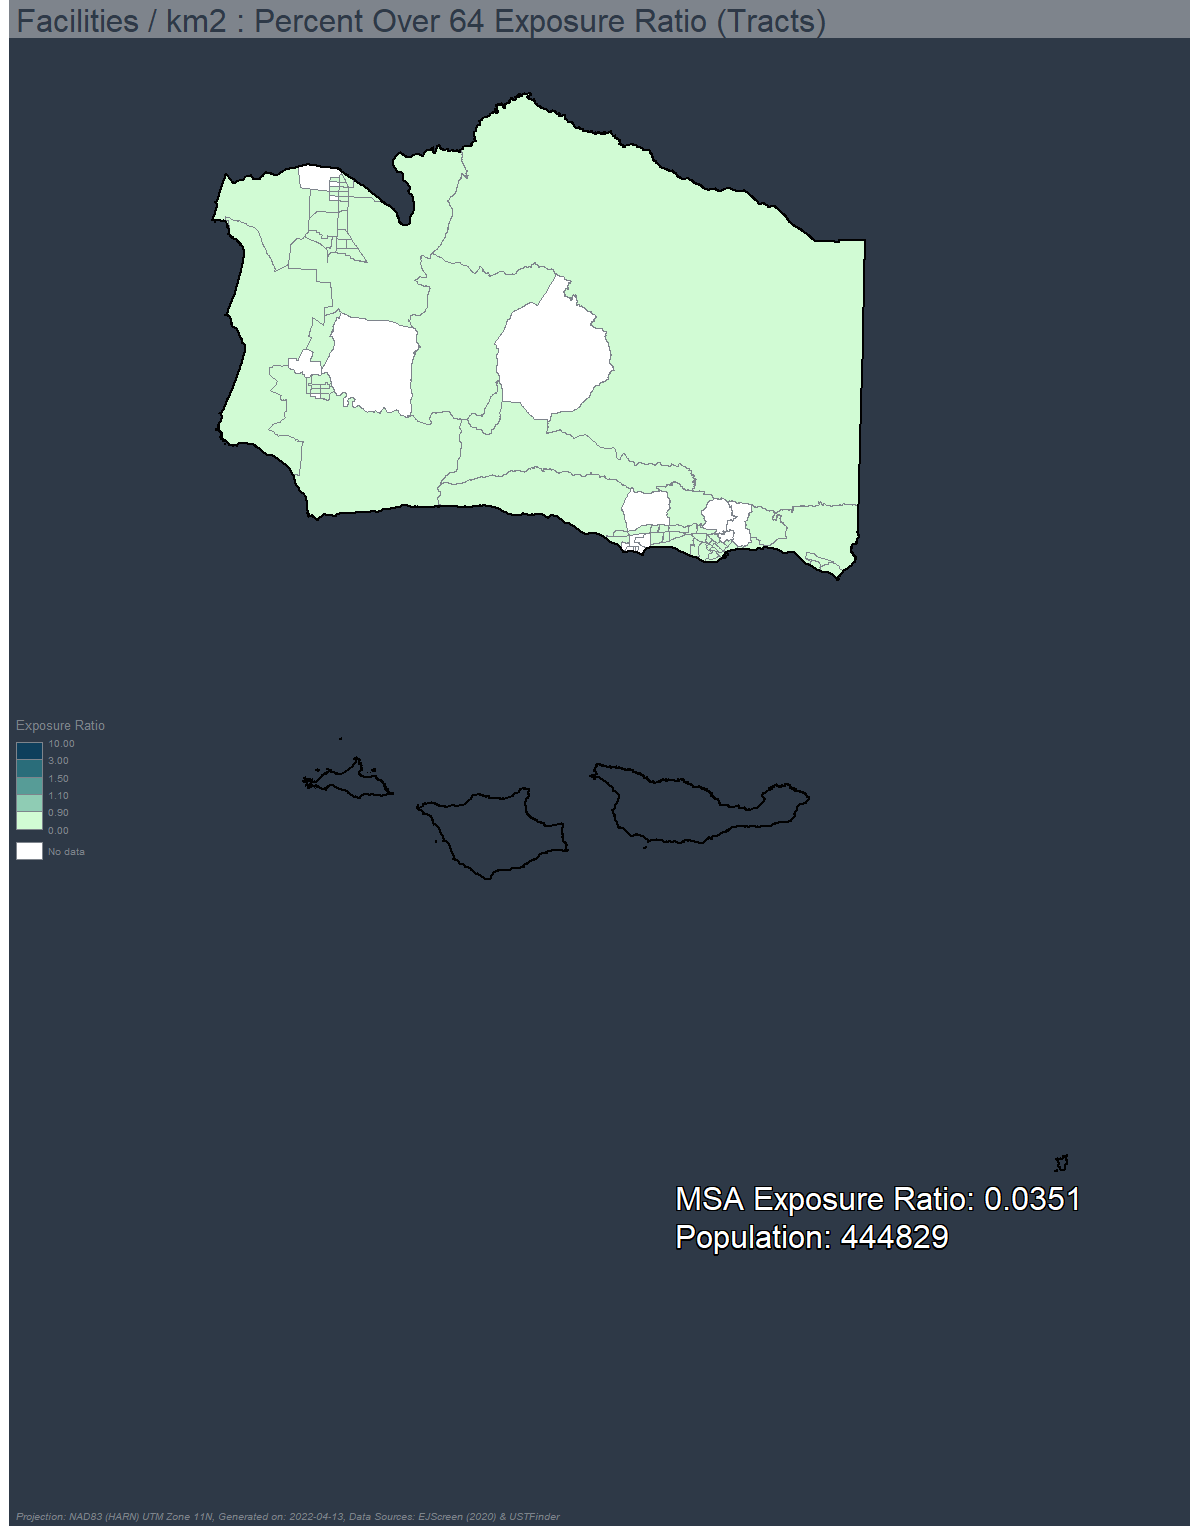 Facilities / km2 : Percent Over 64 Exposure Ratio (Tracts)
Exposure Ratio
10.00
3.00
1.50
1.10
0.90
0.00
No data
MSA Exposure Ratio: 0.0351
Population: 444829
Projection: NAD83 (HARN) UTM Zone 11N, Generated on: 2022-04-13, Data Sources: EJScreen (2020) & USTFinder